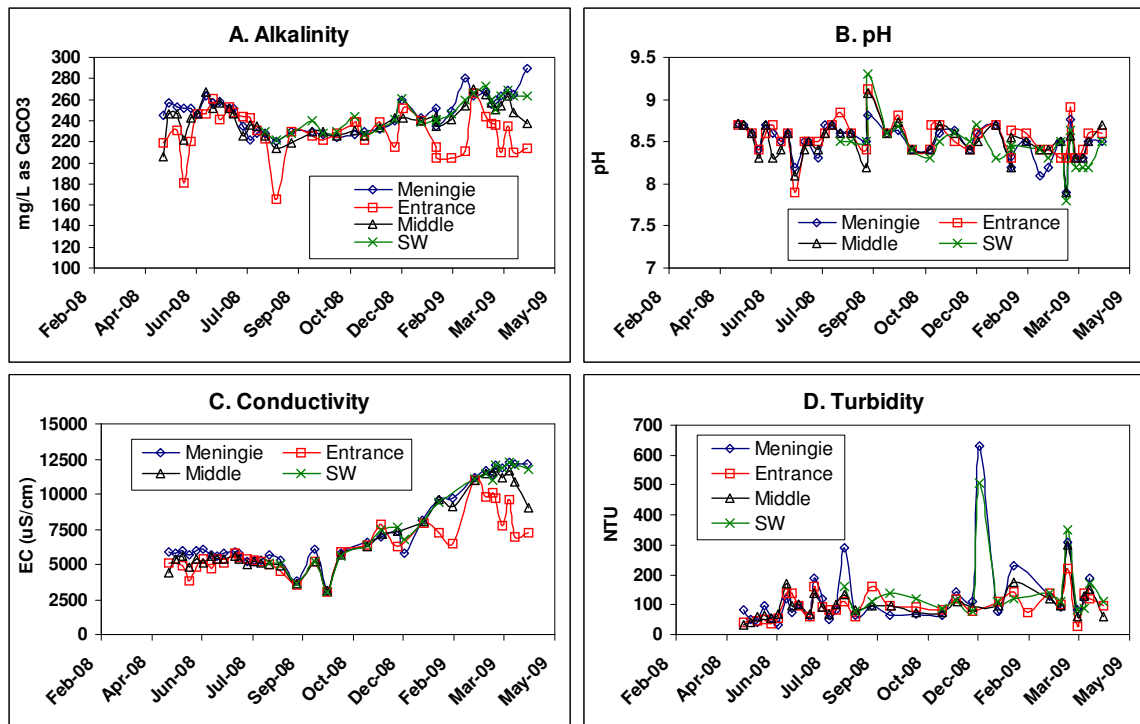 A. Alkalinity
mg/L as CaCO3
300
280
260
240
220
200
180
160
140
120
100
Meningie
Entrance
Middle
SW
Feb-08
Apr-08
Jun-08
Jul-08
Sep-08
Oct-08
Dec-08
Feb-09
Mar-09
May-09
B. pH
pH
9.5
9
8.5
8
7.5
7
Meningie
Entrance
Middle
SW
Feb-08
Apr-08
Jun-08
Jul-08
Sep-08
Oct-08
Dec-08
Feb-09
Mar-09
May-09
C. Conductivity
EC (uS/cm)
15000
12500
10000
7500
5000
2500
0
Meningie
Entrance
Middle
SW
Feb-08
Apr-08
Jun-08
Jul-08
Sep-08
Oct-08
Dec-08
Feb-09
Mar-09
May-09
D. Turbidity
NTU
700
600
500
400
300
200
100
0
Meningie
Entrance
Middle
SW
Feb-08
Apr-08
Jun-08
Jul-08
Sep-08
Oct-08
Dec-08
Feb-09
Mar-09
May-09